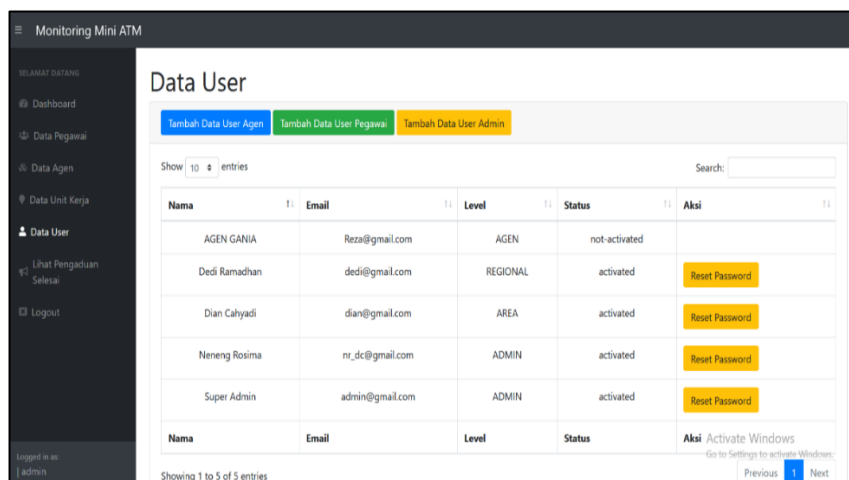 Monitoring Mini ATM
SELAMAT DATANG
Dashboard
Data Pegawai
Data Agen
Data Unit Kerja
Data User
Lihat Pengaduan
Selesai
Logout
Logged in as:
| admin
Data User
Tambah Data User Agen Tambah Data User Pegawai Tambah Data User Admin
Show 10 entries Search:
Nama Email Level Status Aksi
AGEN GANIA Reza@gmail.com AGEN not-activated
Dedi Ramadhan dedi@gmail.com REGIONAL activated Reset Password
Dian Cahyadi dian@gmail.com AREA activated Reset Password
Neneng Rosima nr_dc@gmail.com ADMIN activated Reset Password
Super Admin admin@gmail.com ADMIN activated Reset Password
Nama Email Level Status Aksi
Activate Windows
Go to Settings to activate Windows.
Showing 1 to 5 of 5 entries Previous 1 Next